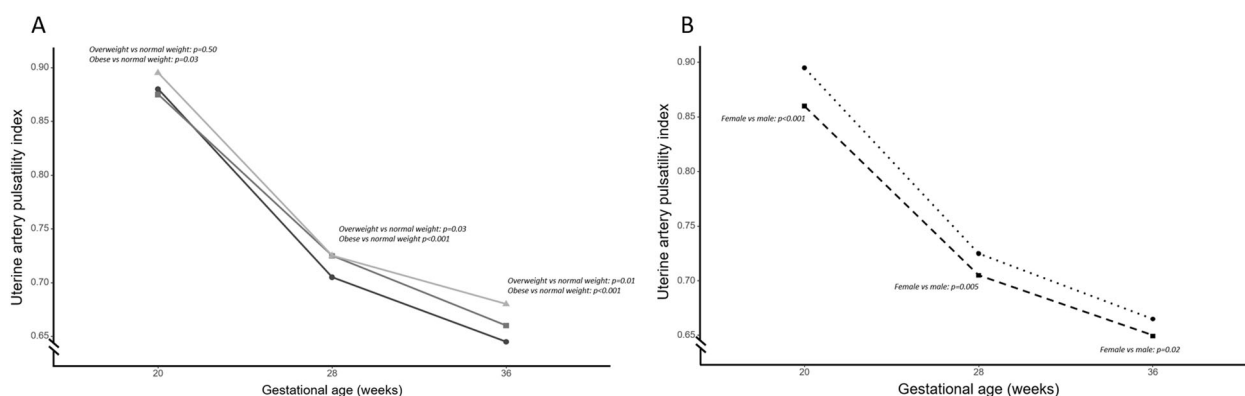 A
Overweight vs normal weight: p=0.50
Obese vs normal weight: p=0.03
0.90
0.85
0.80
0.75
0.70
0.65
Uterine artery pulsatility index
Overweight vs normal weight: p=0.03
Obese vs normal weight p<0.001
Overweight vs normal weight: p=0.01
Obese vs normal weight: p<0.001
20
28
36
Gestational age (weeks)
B
0.90
0.85
0.80
0.75
0.70
0.65
Uterine artery pulsatility index
Female vs male: p<0.001
Female vs male: p=0.005
Female vs male: p=0.02
20
28
36
Gestational age (weeks)